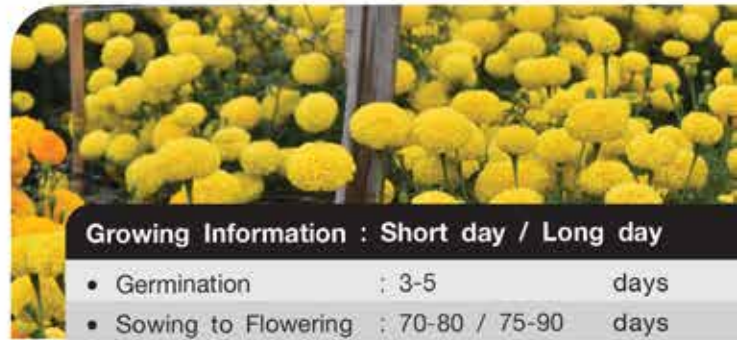 Growing Information : Short day / Long day
• Germination : 3-5 days
• Sowing to Flowering : 70-80 / 75-90 days